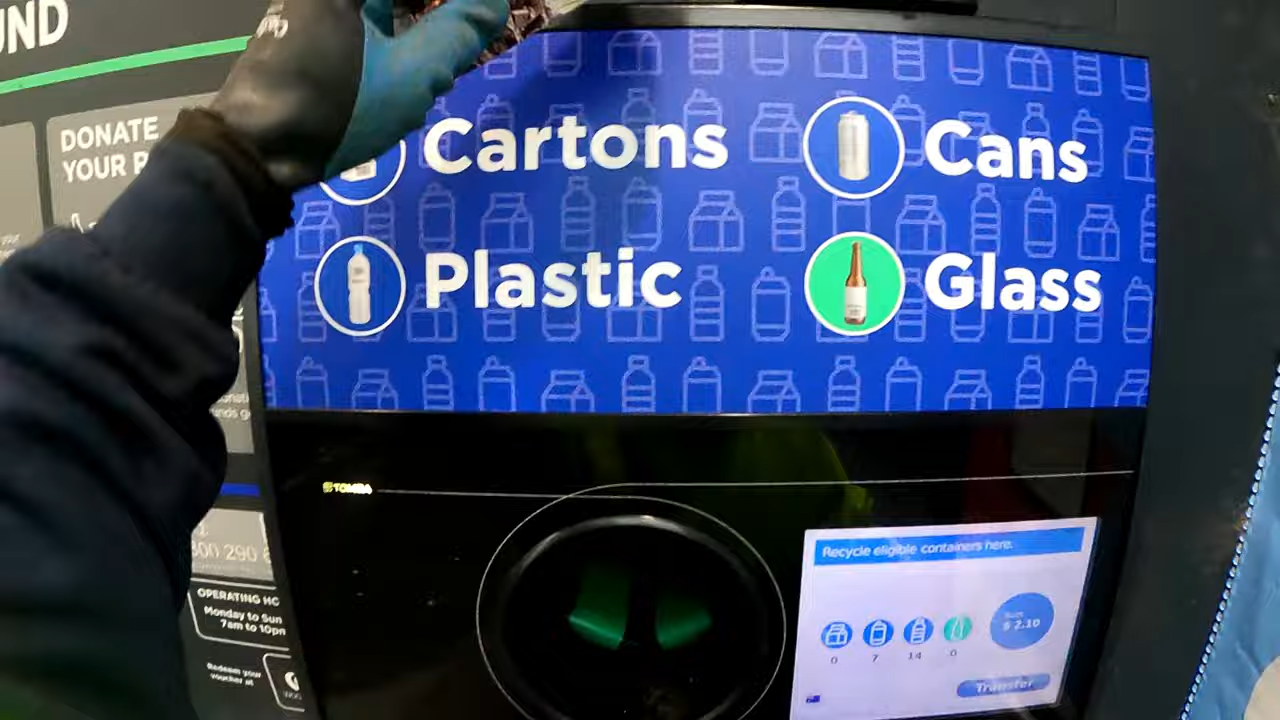 UND
DONATE
YOUR
Cartons
Cans
Plastic
Glass
TOMRA
Recycle eligible containers here.
Sum
$ 2.10
0 7 14 0
Transfer
OPERATING HO
Monday to Sun
7am to 10pm
Redeem your
voucher at